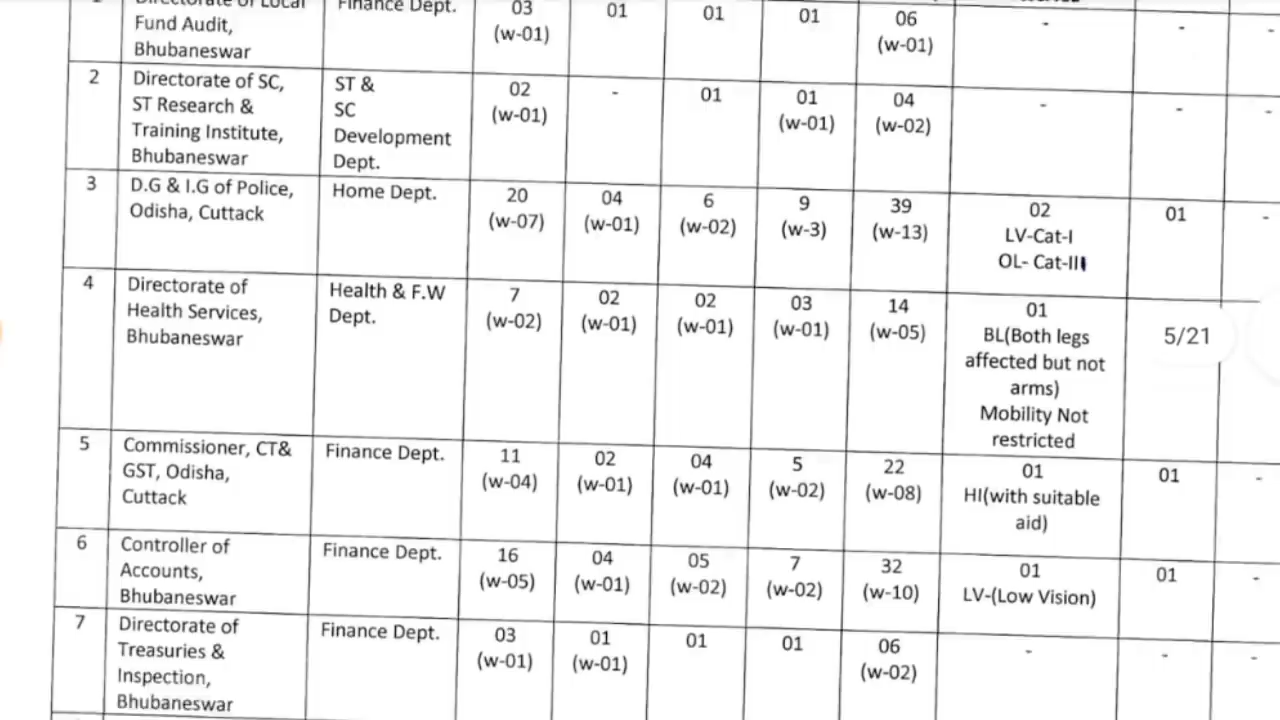 Directorate of Local Finance Dept. 03 01 01 01 06 - - -
Fund Audit, (w-01) (w-01)
Bhubaneswar
2 Directorate of SC, ST & 02 - 01 01 04 - - -
ST Research & SC (w-01) (w-01) (w-02)
Training Institute, Development
Bhubaneswar Dept.
3 D.G & I.G of Police, Home Dept. 20 04 6 9 39 02 01 -
Odisha, Cuttack (w-07) (w-01) (w-02) (w-3) (w-13) LV-Cat-I
OL- Cat-II
4 Directorate of Health & F.W 7 02 02 03 14 01
Health Services, Dept. (w-02) (w-01) (w-01) (w-01) (w-05) BL(Both legs 5/21
Bhubaneswar affected but not
arms)
Mobility Not
restricted
5 Commissioner, CT& Finance Dept. 11 02 04 5 22 01 01 -
GST, Odisha, (w-04) (w-01) (w-01) (w-02) (w-08) HI(with suitable
Cuttack aid)
6 Controller of Finance Dept. 16 04 05 7 32 01 01 -
Accounts, (w-05) (w-01) (w-02) (w-02) (w-10) LV-(Low Vision)
Bhubaneswar
7 Directorate of Finance Dept. 03 01 01 01 06 - - -
Treasuries & (w-01) (w-01) (w-02)
Inspection,
Bhubaneswar